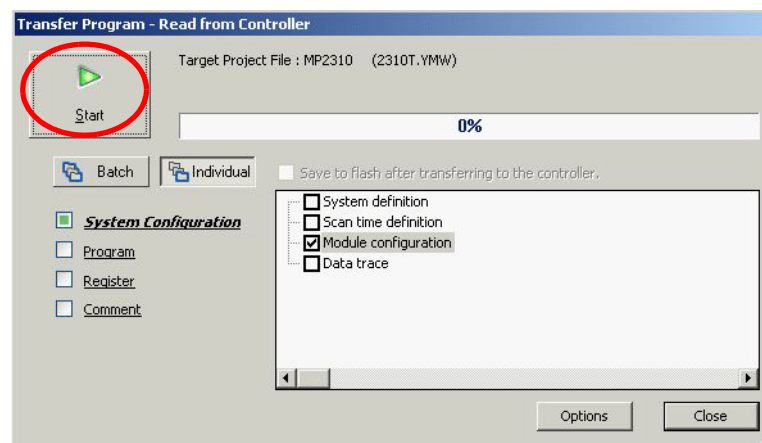 Transfer Program - Read from Controller
Target Project File : MP2310 (2310T.YMW)
Start
0%
Batch
Individual
Save to flash after transferring to the controller.
System definition
System Configuration
Scan time definition
Program
Module configuration
Register
Data trace
Comment
Options
Close